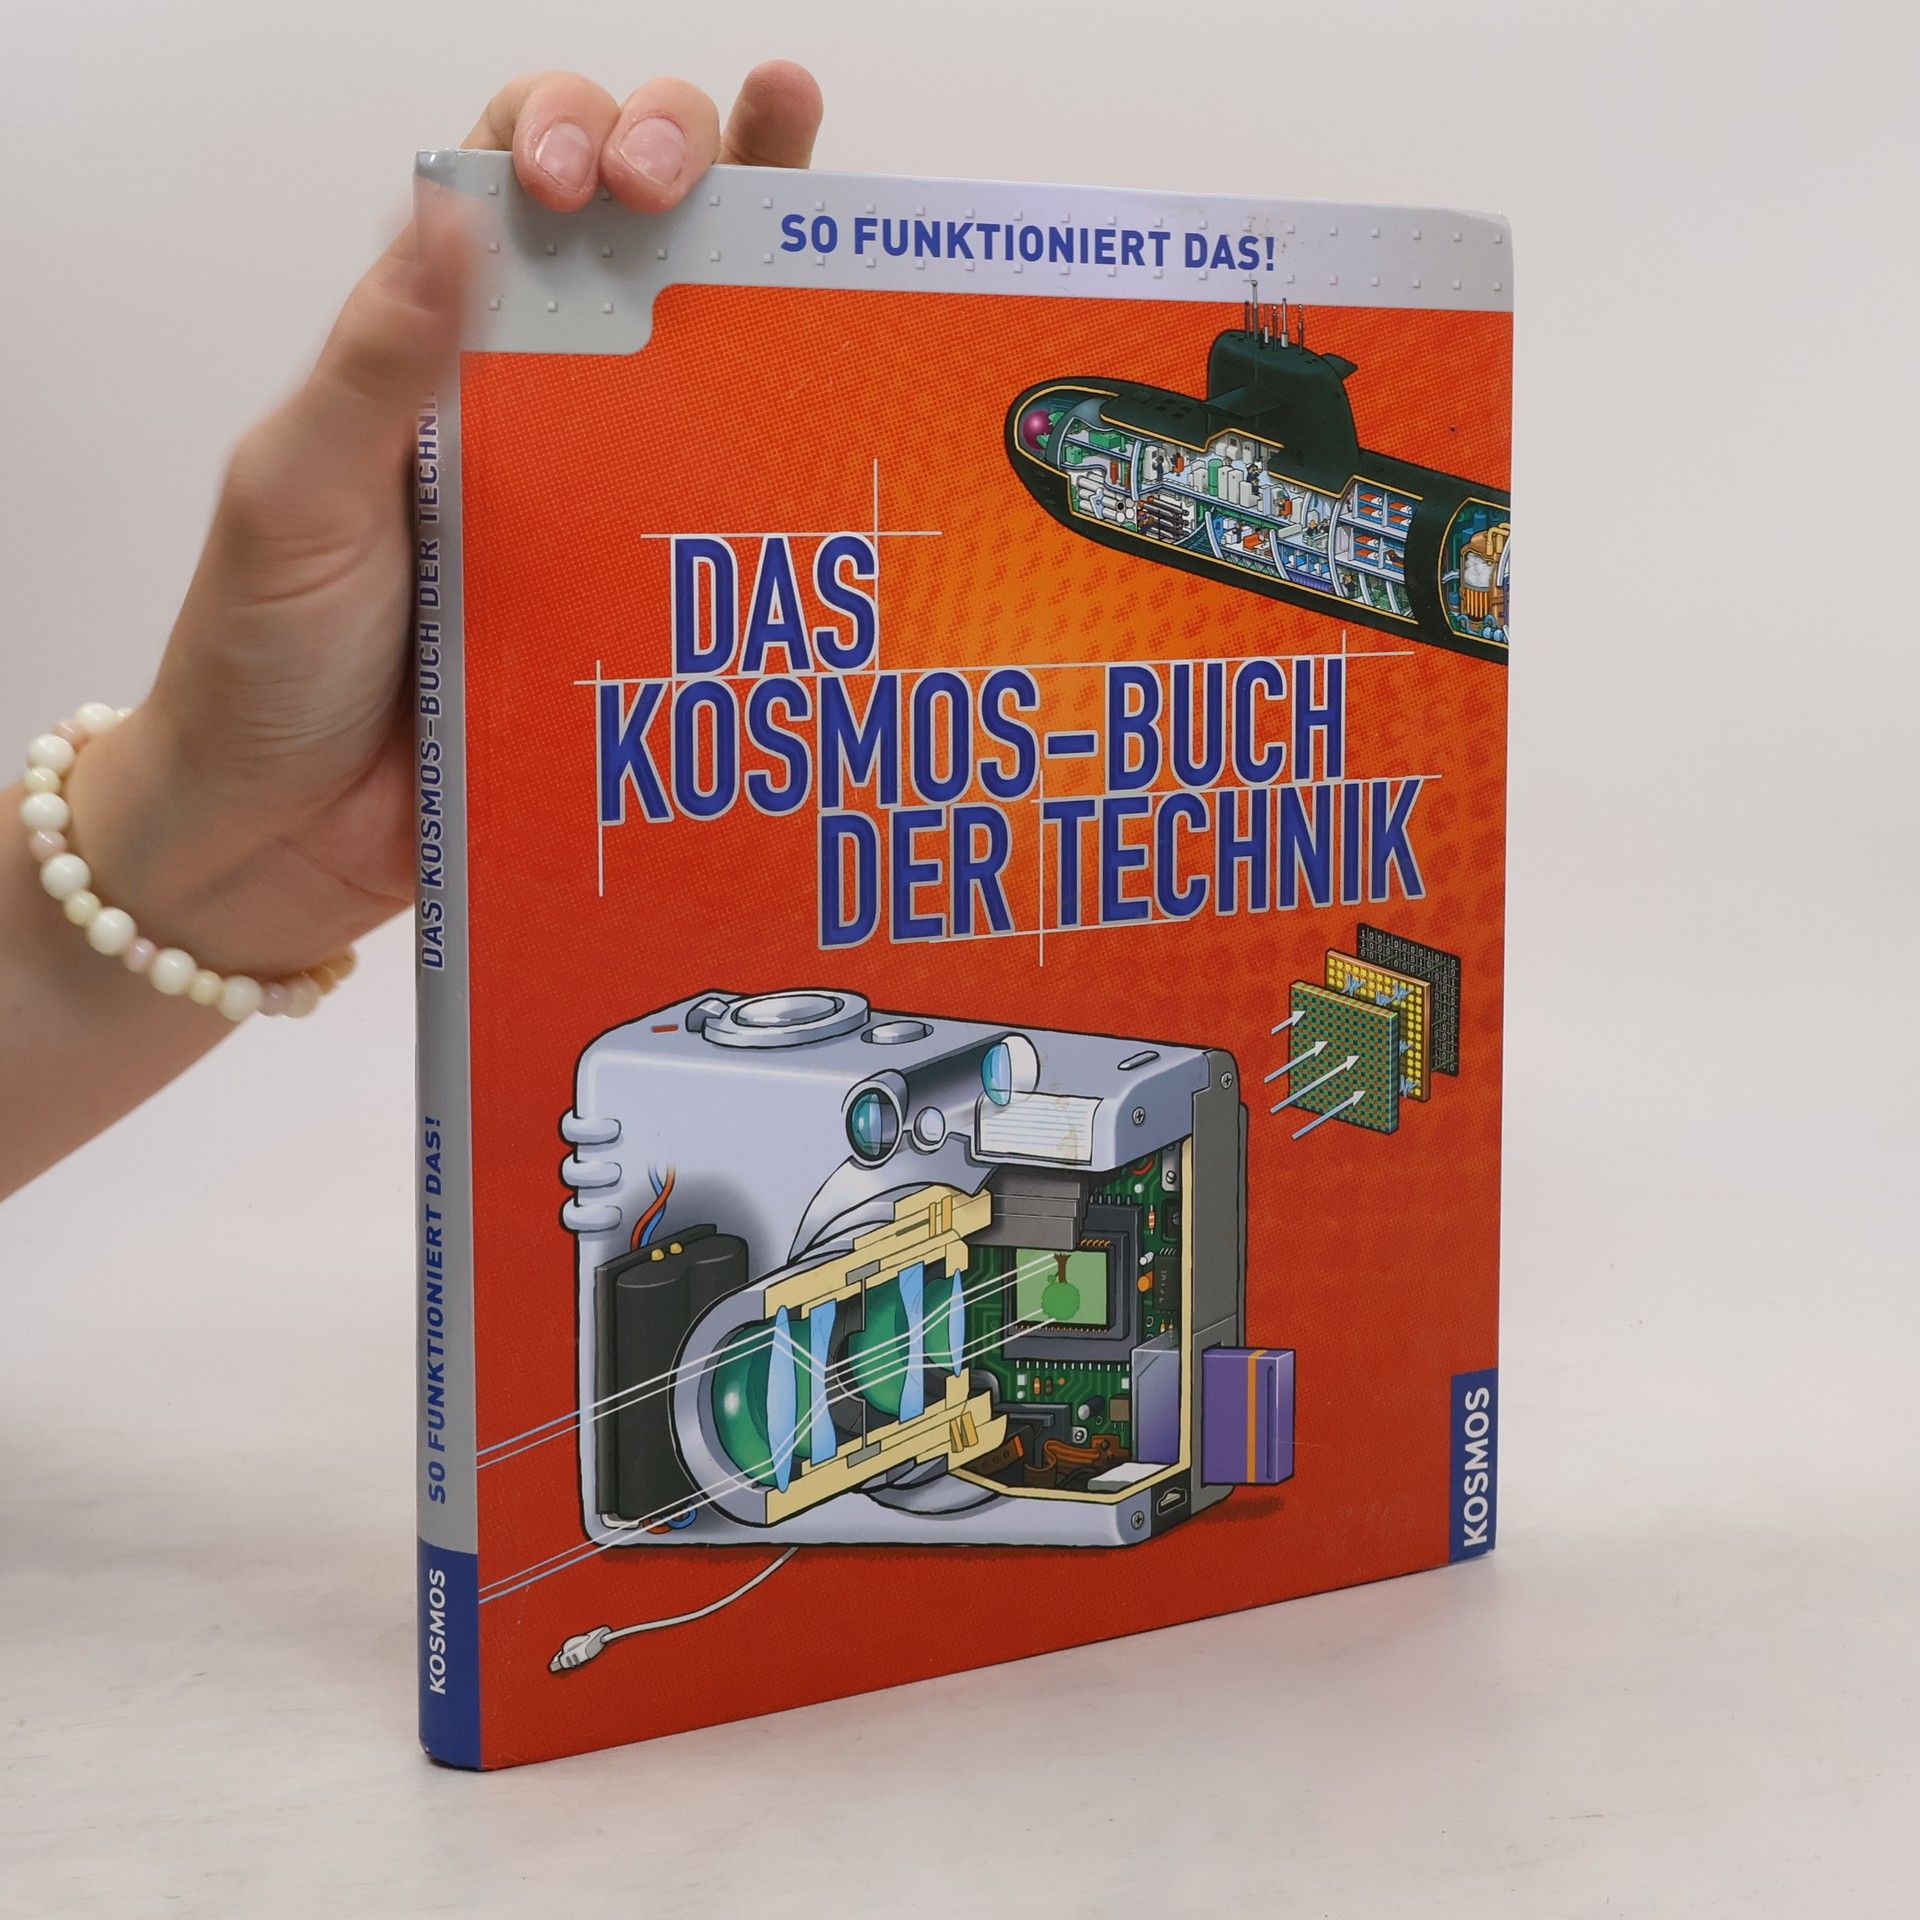 SO FUNKTIONIERT DAS!
DAS
KOSMOS-BUCH
DER TECHNIK
KOSMOS
DAS KOSMOS-BUCH DER TECHNIK
SO FUNKTIONIERT DAS!
KOSMOS